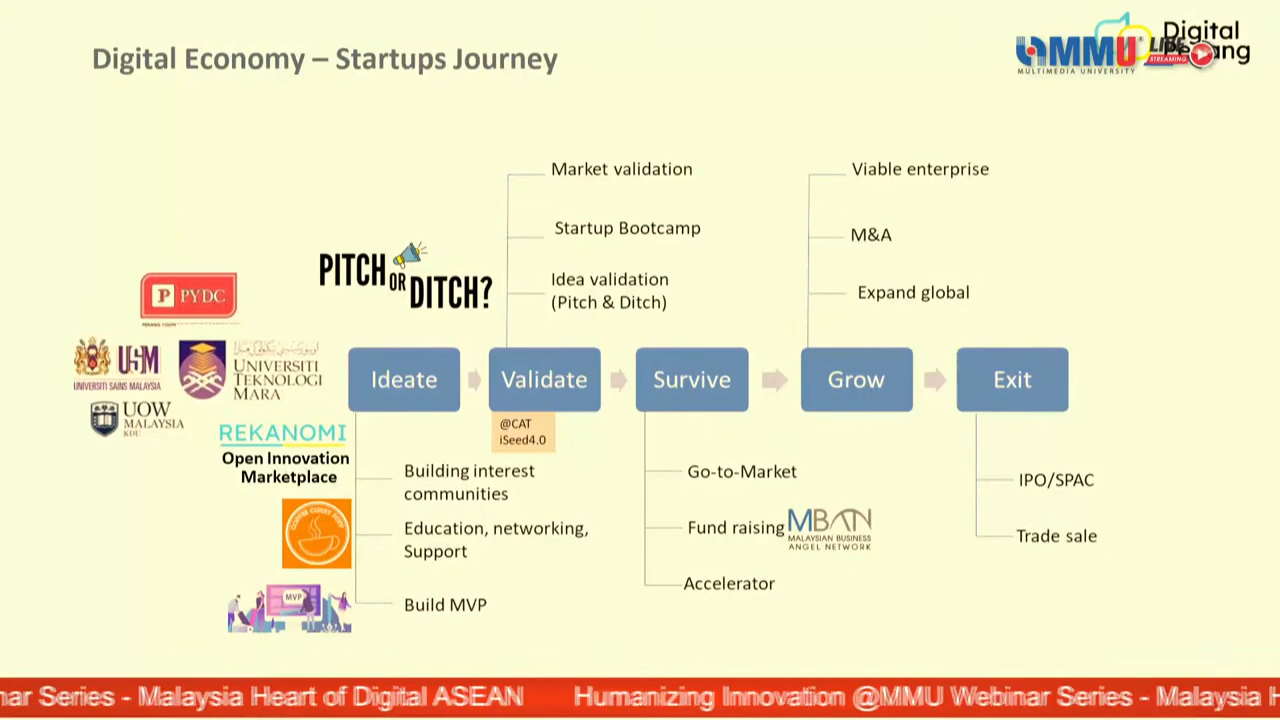 Digital Economy – Startups Journey
MMU
MULTIMEDIA UNIVERSITY
LIVE
STREAMING
Digital
Penang
Market validation
Startup Bootcamp
Idea validation
(Pitch & Ditch)
Viable enterprise
M&A
Expand global
PITCH OR DITCH?
P PYDC
USM
UNIVERSITI SAINS MALAYSIA
UNIVERSITI
TEKNOLOGI
MARA
UOW
MALAYSIA
KDU
Ideate
Validate
Survive
Grow
Exit
@CAT
iSeed4.0
REKANOMI
Open Innovation
Marketplace
Building interest
communities
Education, networking,
Support
MVP
Build MVP
Go-to-Market
Fund raising
MBAN
MALAYSIAN BUSINESS
ANGEL NETWORK
Accelerator
IPO/SPAC
Trade sale
nar Series - Malaysia Heart of Digital ASEAN Humanizing Innovation @MMU Webinar Series - Malaysia H